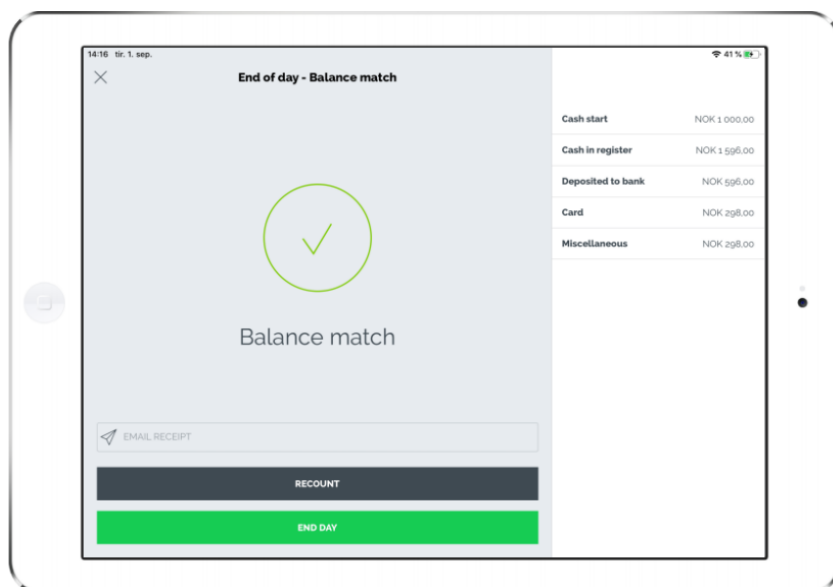 14:16 tir. 1. sep.
41 %
End of day - Balance match
Balance match
EMAIL RECEIPT
RECOUNT
END DAY
Cash start NOK 1 000,00
Cash in register NOK 1 596,00
Deposited to bank NOK 596,00
Card NOK 298,00
Miscellaneous NOK 298,00